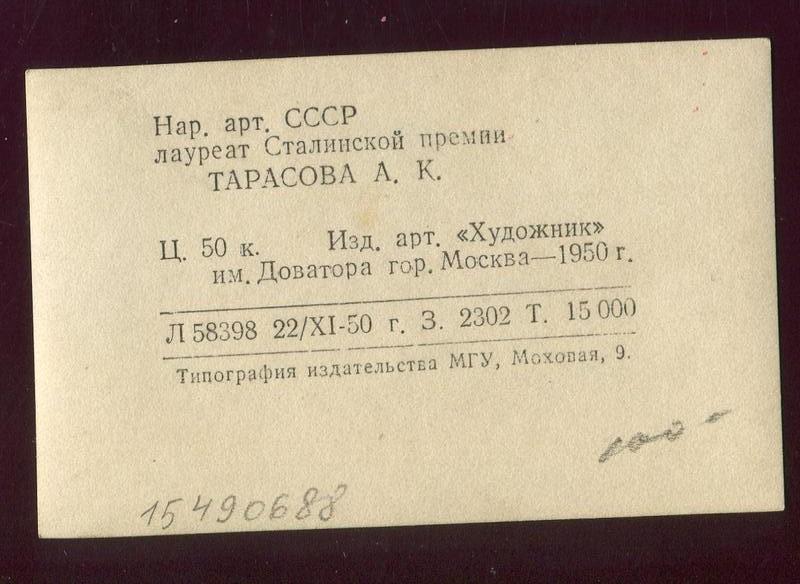 Нар. арт. СССР
лауреат Сталинской премии
ТАРАСОВА А. К.
Ц. 50 к. Изд. арт. «Художник»
им. Доватора гор. Москва—1950 г.
Л 58398 22/XI-50 г. З. 2302 Т. 15 000
Типография издательства МГУ, Моховая, 9.
15490688